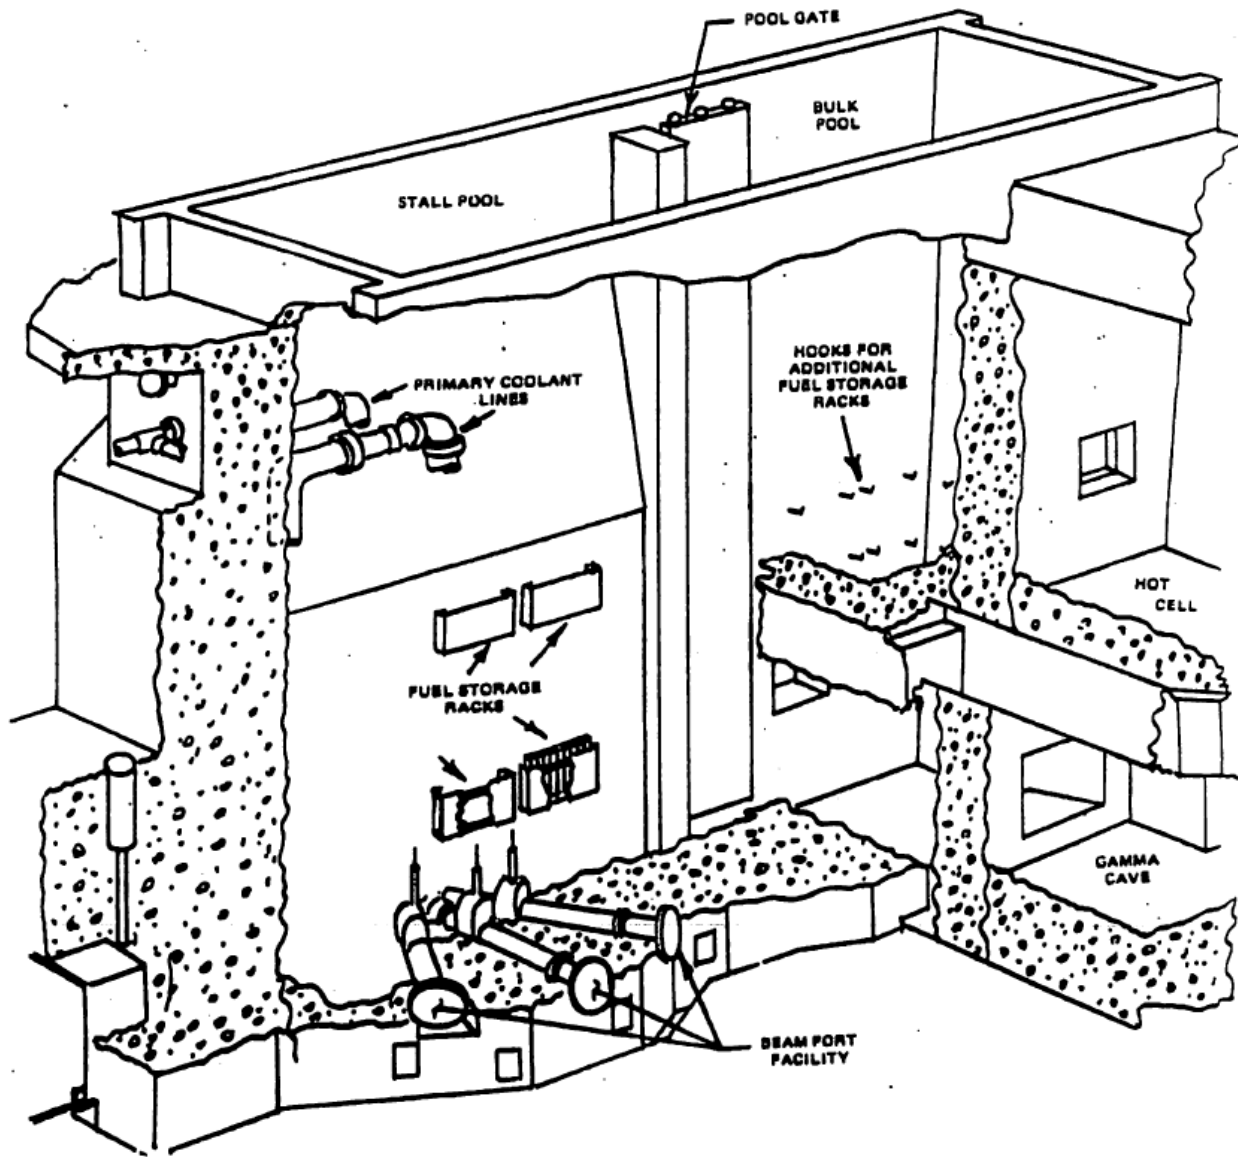 POOL GATE
BULK
POOL
STALL POOL
PRIMARY COOLANT
LINES
HOOKS FOR
ADDITIONAL
FUEL STORAGE
RACKS
HOT
CELL
FUEL STORAGE
RACKS
GAMMA
CAVE
BEAM PORT
FACILITY